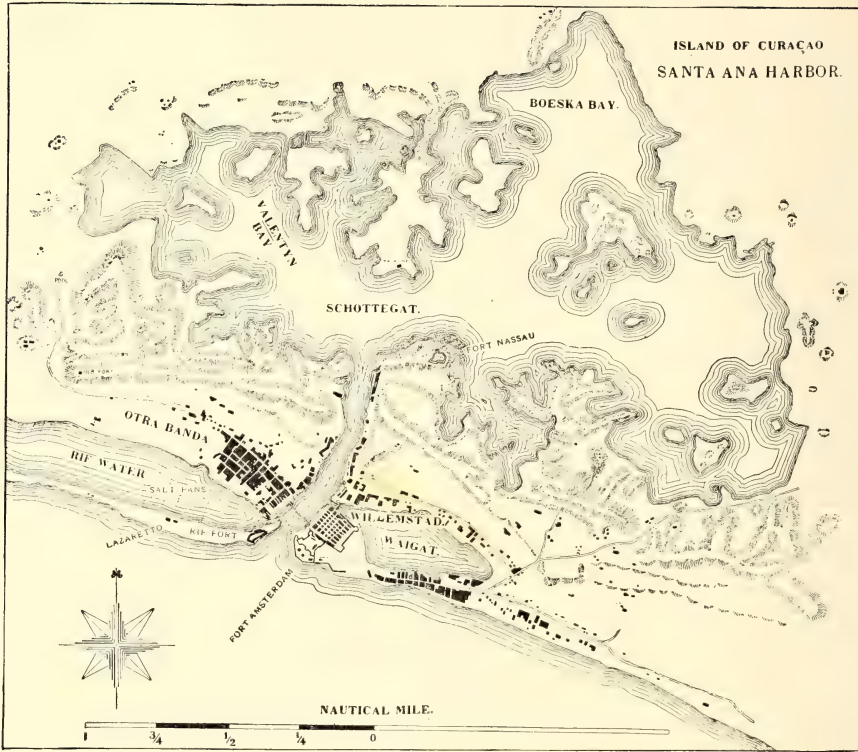 ISLAND OF CURAÇAO
SANTA ANA HARBOR.
BOESKA BAY.
VALENTYN
BAY
SCHOTTEGAT.
FORT NASSAU
OTRA BANDA
RIF WATER
SALT PANS
WILLEMSTAD.
LAZARETTO
RIF FORT
WAIGAT.
FORT AMSTERDAM
NAUTICAL MILE.
1 3/4 1/2 1/4 0